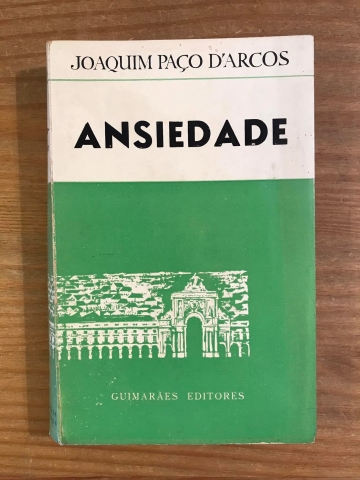 JOAQUIM PAÇO D'ARCOS
ANSIEDADE
GUIMARÃES EDITORES